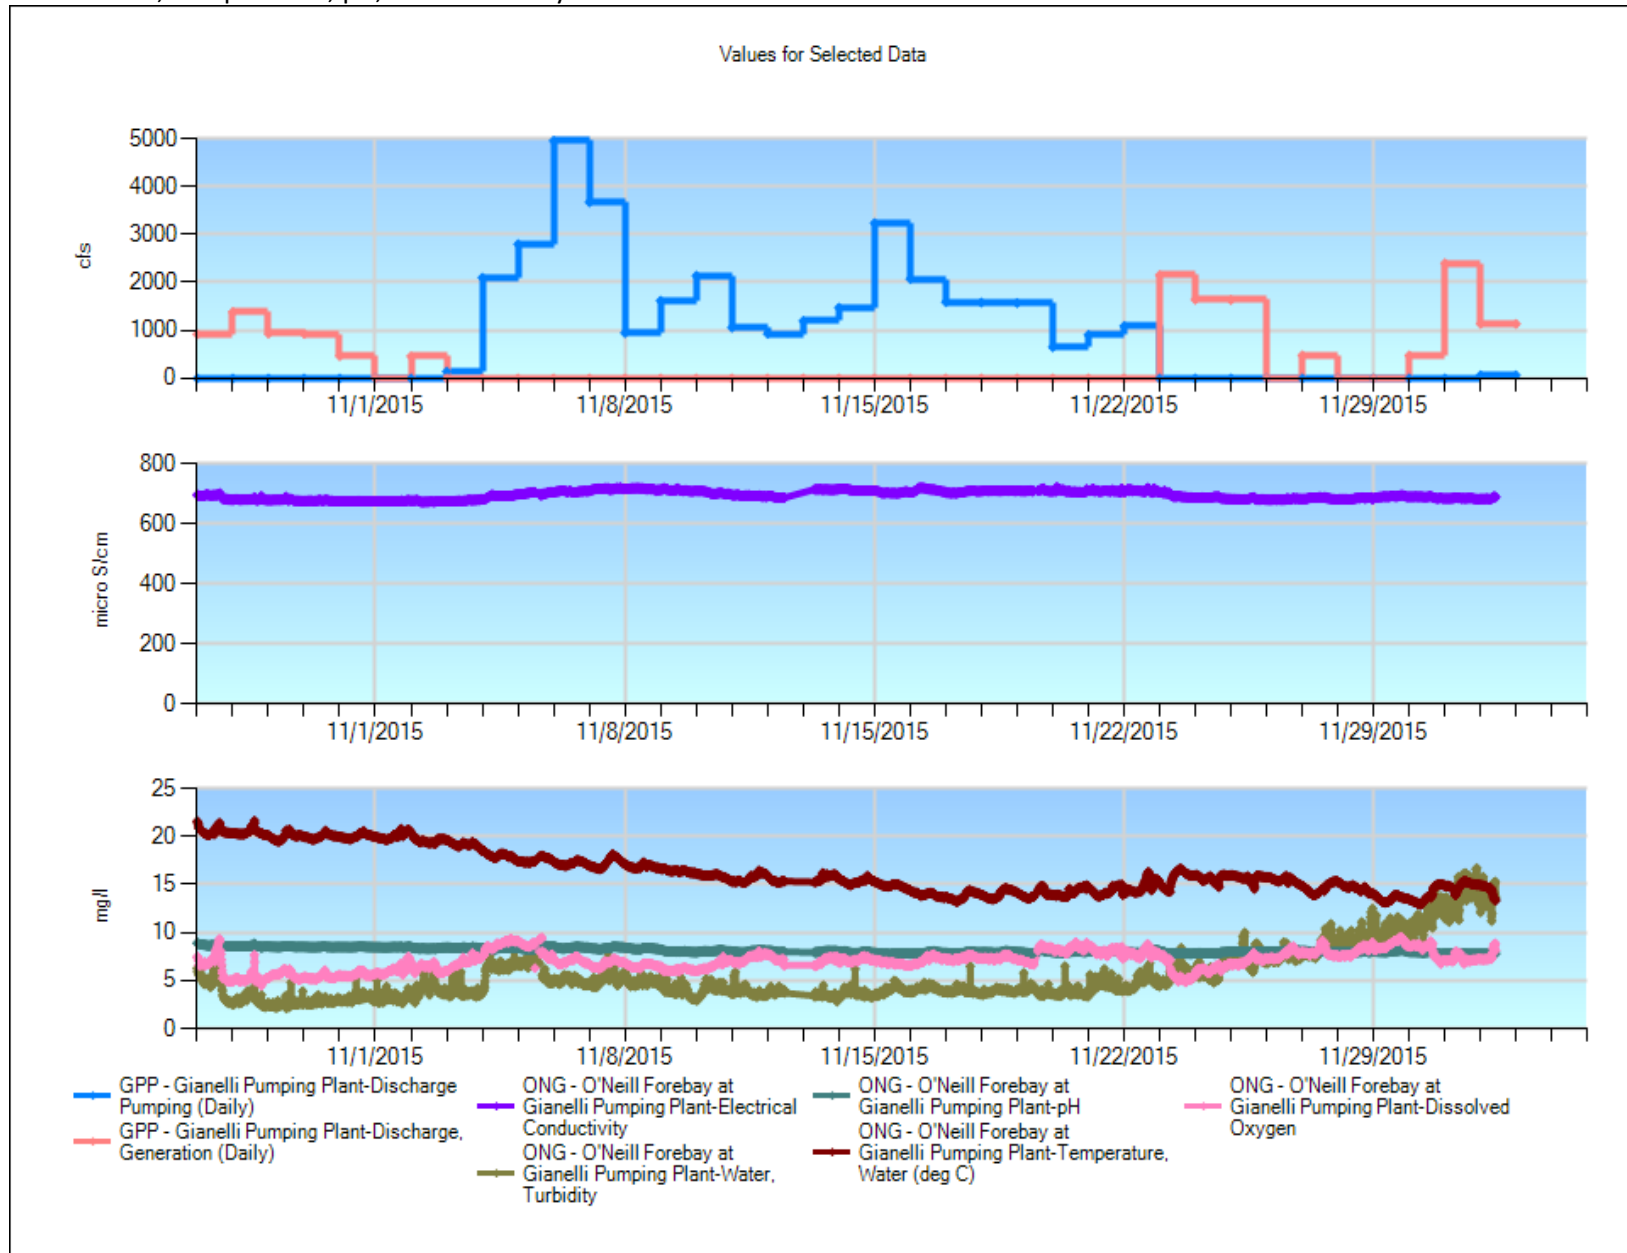 Values for Selected Data
5000
4000
3000
2000
1000
0
cfs
11/1/2015
11/8/2015
11/15/2015
11/22/2015
11/29/2015
800
600
400
200
0
micro S/cm
11/1/2015
11/8/2015
11/15/2015
11/22/2015
11/29/2015
25
20
15
10
5
0
mg/l
11/1/2015
11/8/2015
11/15/2015
11/22/2015
11/29/2015
GPP - Gianelli Pumping Plant-Discharge
Pumping (Daily)
GPP - Gianelli Pumping Plant-Discharge,
Generation (Daily)
ONG - O'Neill Forebay at
Gianelli Pumping Plant-Electrical
Conductivity
ONG - O'Neill Forebay at
Gianelli Pumping Plant-Water,
Turbidity
ONG - O'Neill Forebay at
Gianelli Pumping Plant-pH
ONG - O'Neill Forebay at
Gianelli Pumping Plant-Temperature,
Water (deg C)
ONG - O'Neill Forebay at
Gianelli Pumping Plant-Dissolved
Oxygen